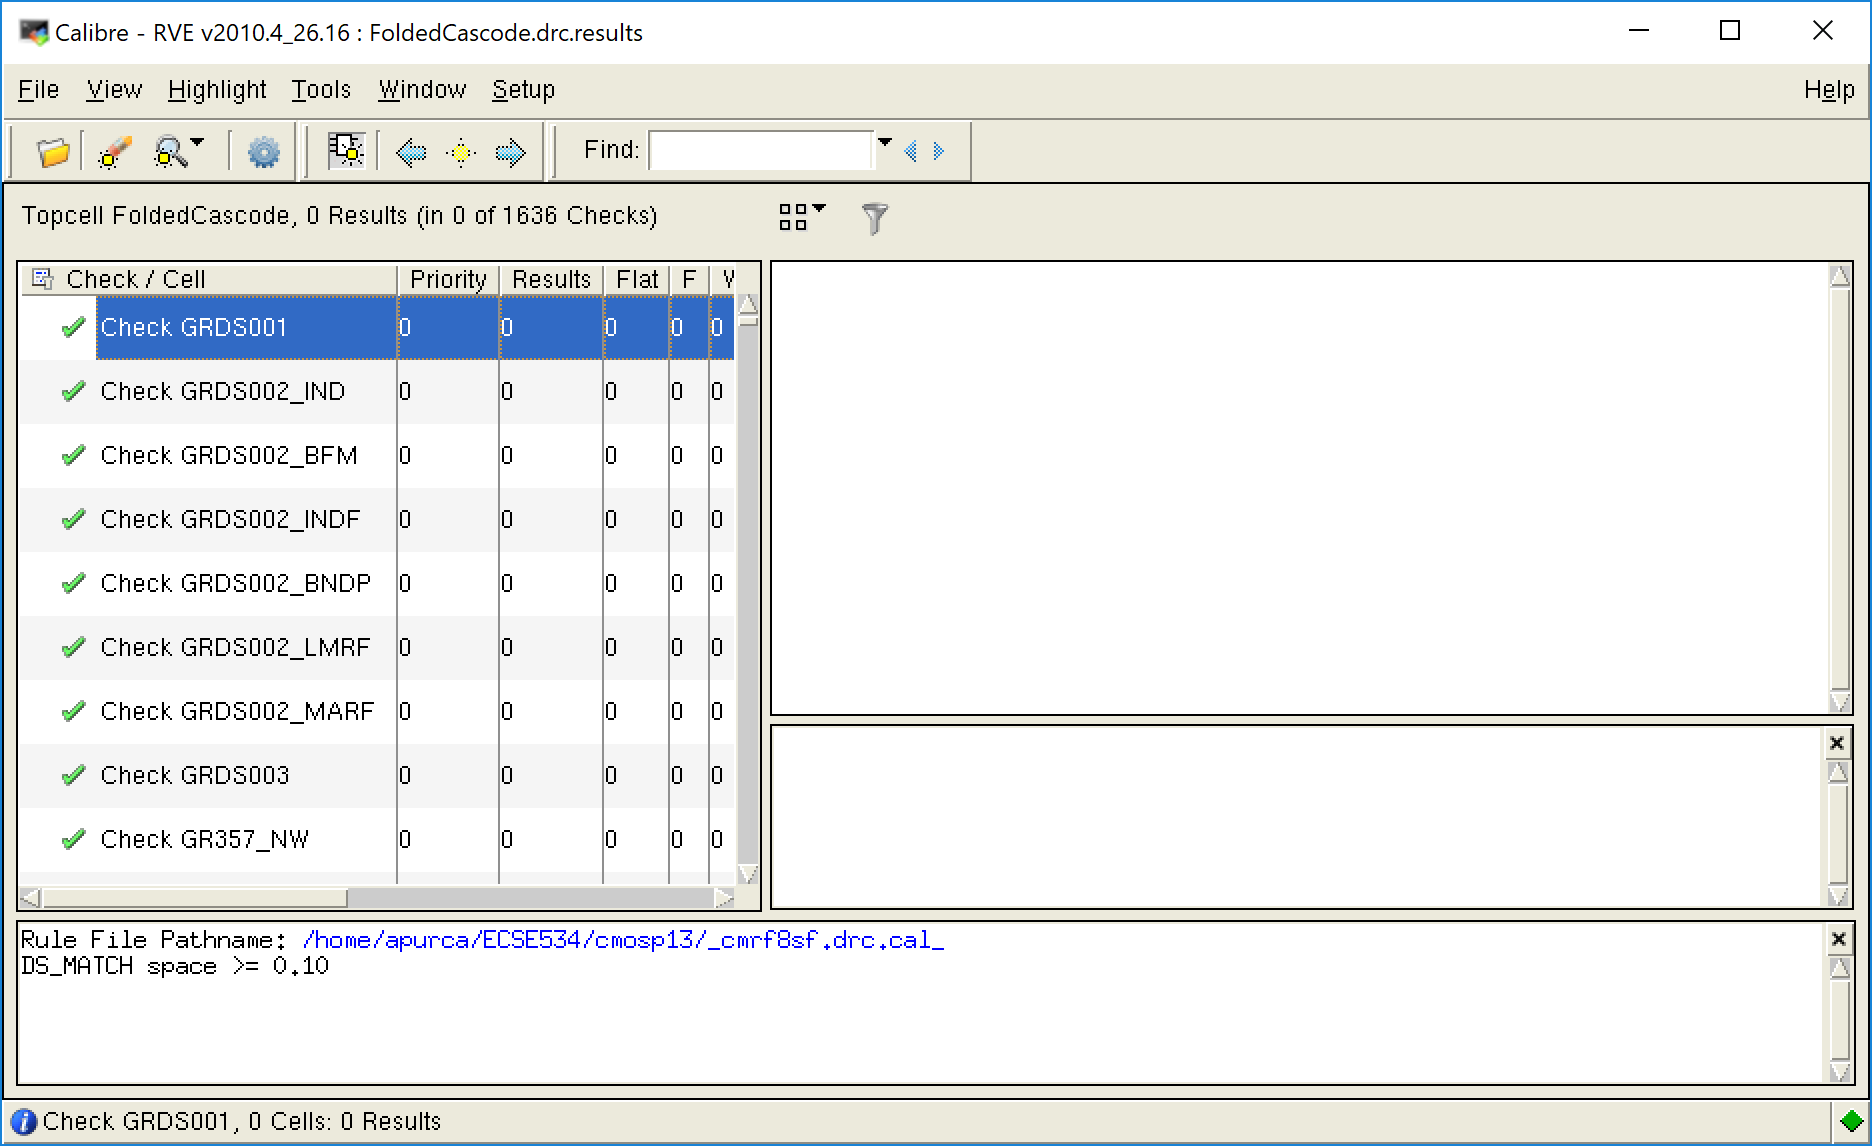 Calibre - RVE v2010.4_26.16 : FoldedCascode.drc.results
File View Highlight Tools Window Setup Help
Find:
Topcell FoldedCascode, 0 Results (in 0 of 1636 Checks)
Check / Cell Priority Results Flat F
Check GRDS001 0 0 0 0 0
Check GRDS002_IND 0 0 0 0 0
Check GRDS002_BFM 0 0 0 0 0
Check GRDS002_INDF 0 0 0 0 0
Check GRDS002_BNDP 0 0 0 0 0
Check GRDS002_LMRF 0 0 0 0 0
Check GRDS002_MARF 0 0 0 0 0
Check GRDS003 0 0 0 0 0
Check GR357_NW 0 0 0 0 0
Rule File Pathname: /home/apurca/ECSE534/cmosp13/_cmrf8sf.drc.cal_
DS_MATCH space >= 0.10
Check GRDS001, 0 Cells: 0 Results